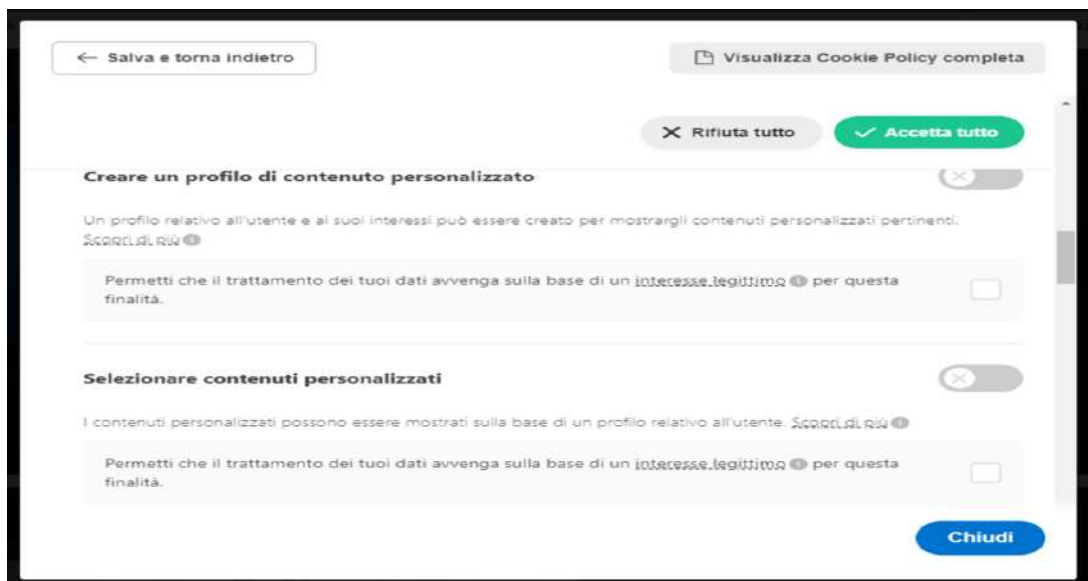 ← Salva e torna indietro
Visualizza Cookie Policy completa
Rifiuta tutto
Accetta tutto
Creare un profilo di contenuto personalizzato
Un profilo relativo all'utente e ai suoi interessi può essere creato per mostrargli contenuti personalizzati pertinenti.
Scopri di più
Permetti che il trattamento dei tuoi dati avvenga sulla base di un interesse legittimo per questa
finalità.
Selezionare contenuti personalizzati
I contenuti personalizzati possono essere mostrati sulla base di un profilo relativo all'utente. Scopri di più
Permetti che il trattamento dei tuoi dati avvenga sulla base di un interesse legittimo per questa
finalità.
Chiudi